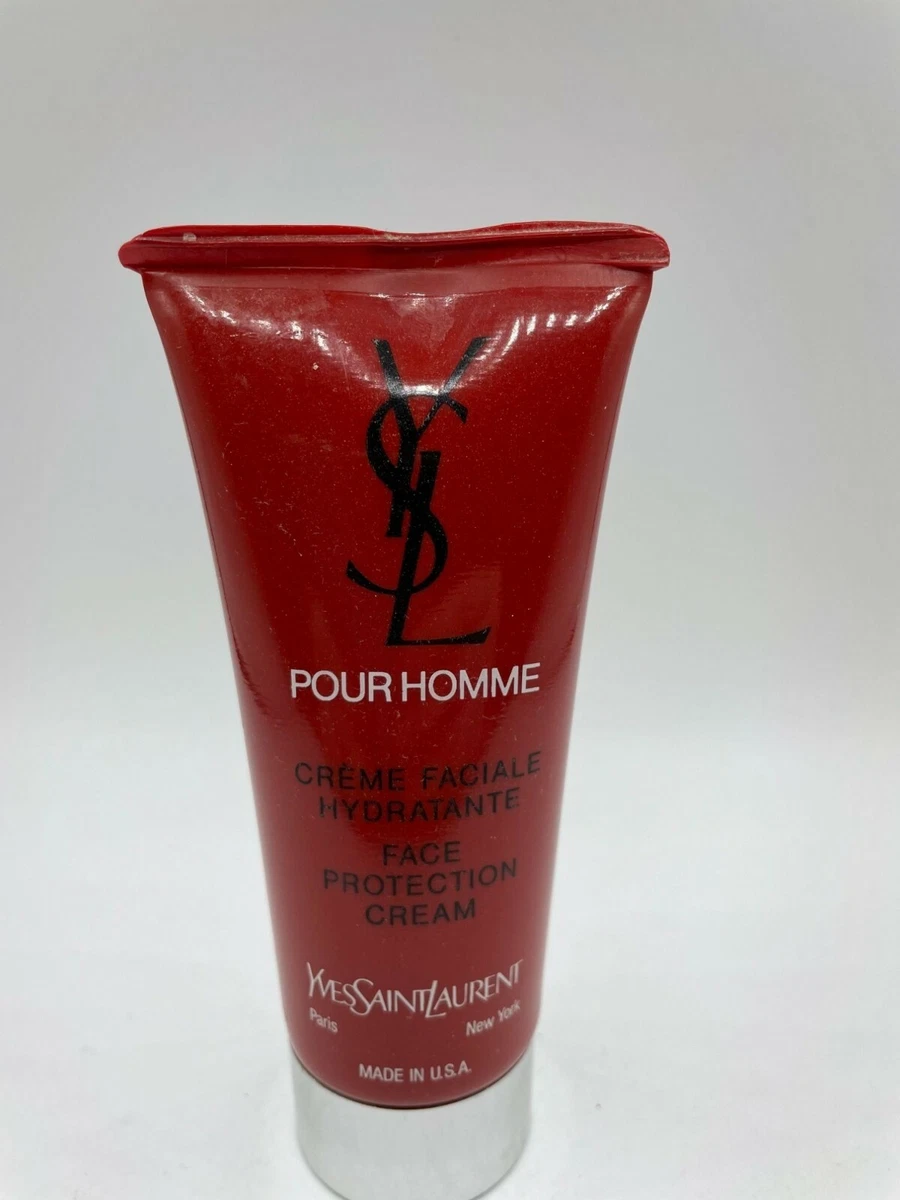 YSL
POUR HOMME
CRÈME FACIALE
HYDRATANTE
FACE
PROTECTION
CREAM
YVESSAINTLAURENT
Paris New York
MADE IN U.S.A.